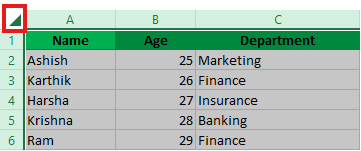 A B C
1 Name Age Department
2 Ashish 25 Marketing
3 Karthik 26 Finance
4 Harsha 27 Insurance
5 Krishna 28 Banking
6 Ram 29 Finance